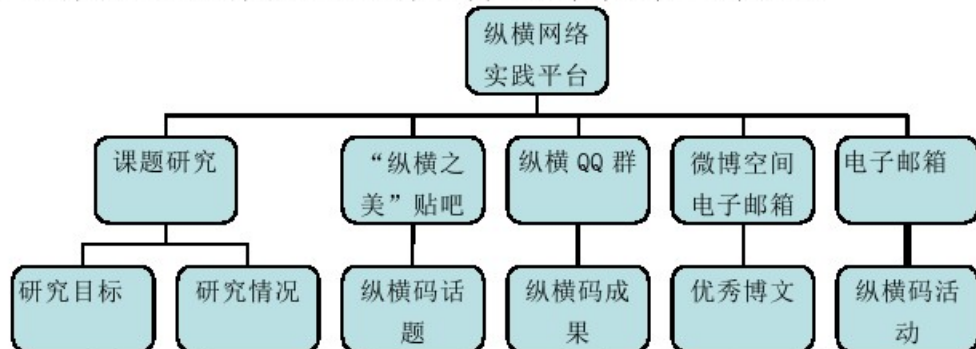 纵横网络
实践平台
课题研究
“纵横之
美”贴吧
纵横 QQ 群
微博空间
电子邮箱
电子邮箱
研究目标
研究情况
纵横码话
题
纵横码成
果
优秀博文
纵横码活
动